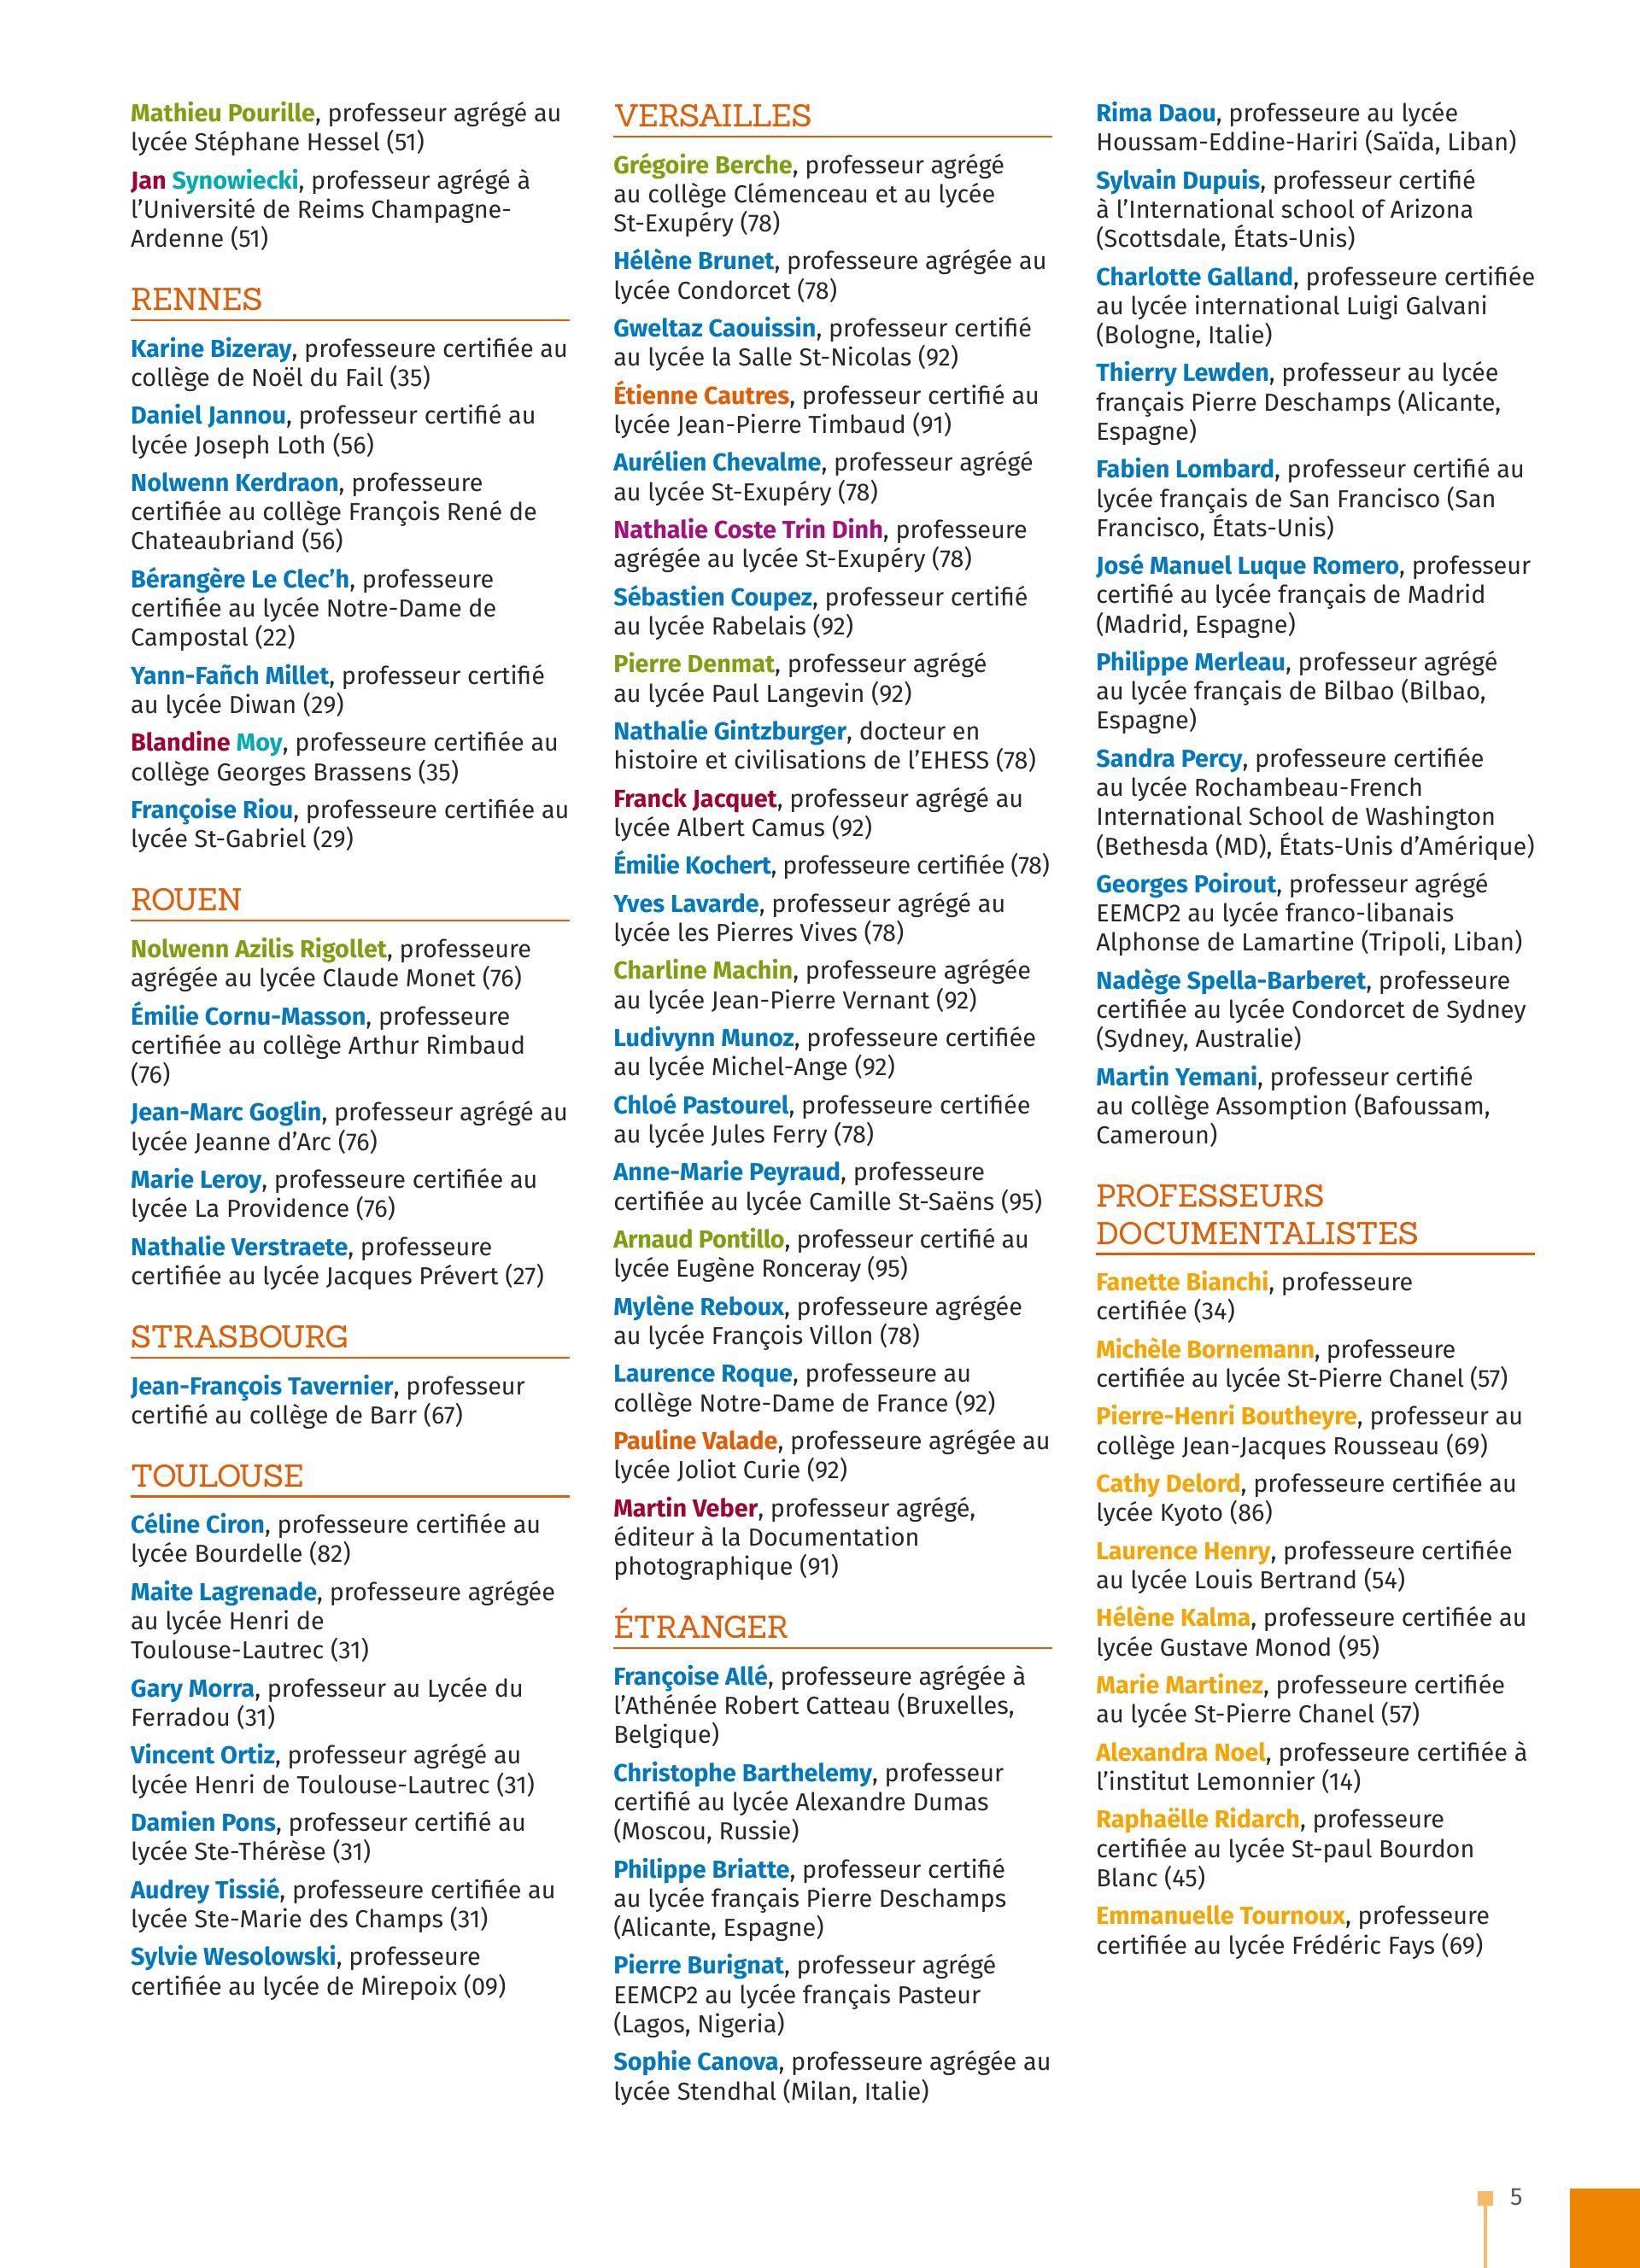 Mathieu Pourille, professeur agrégé au
lycée Stéphane Hessel (51)
Jan Synowiecki, professeur agrégé à
l’Université de Reims Champagne-
Ardenne (51)
RENNES
Karine Bizeray, professeure certifiée au
collège de Noël du Fail (35)
Daniel Jannou, professeur certifié au
lycée Joseph Loth (56)
Nolwenn Kerdraon, professeure
certifiée au collège François René de
Chateaubriand (56)
Bérangère Le Clec’h, professeure
certifiée au lycée Notre-Dame de
Campostal (22)
Yann-Fañch Millet, professeur certifié
au lycée Diwan (29)
Blandine Moy, professeure certifiée au
collège Georges Brassens (35)
Françoise Riou, professeure certifiée au
lycée St-Gabriel (29)
ROUEN
Nolwenn Azilis Rigollet, professeure
agrégée au lycée Claude Monet (76)
Émilie Cornu-Masson, professeure
certifiée au collège Arthur Rimbaud
(76)
Jean-Marc Goglin, professeur agrégé au
lycée Jeanne d’Arc (76)
Marie Leroy, professeure certifiée au
lycée La Providence (76)
Nathalie Verstraete, professeure
certifiée au lycée Jacques Prévert (27)
STRASBOURG
Jean-François Tavernier, professeur
certifié au collège de Barr (67)
TOULOUSE
Céline Ciron, professeure certifiée au
lycée Bourdelle (82)
Maite Lagrenade, professeure agrégée
au lycée Henri de
Toulouse-Lautrec (31)
Gary Morra, professeur au Lycée du
Ferradou (31)
Vincent Ortiz, professeur agrégé au
lycée Henri de Toulouse-Lautrec (31)
Damien Pons, professeur certifié au
lycée Ste-Thérèse (31)
Audrey Tissié, professeure certifiée au
lycée Ste-Marie des Champs (31)
Sylvie Wesolowski, professeure
certifiée au lycée de Mirepoix (09)
VERSAILLES
Grégoire Berche, professeur agrégé
au collège Clémenceau et au lycée
St-Exupéry (78)
Hélène Brunet, professeure agrégée au
lycée Condorcet (78)
Gweltaz Caouissin, professeur certifié
au lycée la Salle St-Nicolas (92)
Étienne Cautres, professeur certifié au
lycée Jean-Pierre Timbaud (91)
Aurélien Chevalme, professeur agrégé
au lycée St-Exupéry (78)
Nathalie Coste Trin Dinh, professeure
agrégée au lycée St-Exupéry (78)
Sébastien Coupez, professeur certifié
au lycée Rabelais (92)
Pierre Denmat, professeur agrégé
au lycée Paul Langevin (92)
Nathalie Gintzburger, docteur en
histoire et civilisations de l’EHESS (78)
Franck Jacquet, professeur agrégé au
lycée Albert Camus (92)
Émilie Kochert, professeure certifiée (78)
Yves Lavarde, professeur agrégé au
lycée les Pierres Vives (78)
Charline Machin, professeure agrégée
au lycée Jean-Pierre Vernant (92)
Ludivynn Munoz, professeure certifiée
au lycée Michel-Ange (92)
Chloé Pastourel, professeure certifiée
au lycée Jules Ferry (78)
Anne-Marie Peyraud, professeure
certifiée au lycée Camille St-Saëns (95)
Arnaud Pontillo, professeur certifié au
lycée Eugène Ronceray (95)
Mylène Reboux, professeure agrégée
au lycée François Villon (78)
Laurence Roque, professeure au
collège Notre-Dame de France (92)
Pauline Valade, professeure agrégée au
lycée Joliot Curie (92)
Martin Veber, professeur agrégé,
éditeur à la Documentation
photographique (91)
ÉTRANGER
Françoise Allé, professeure agrégée à
l’Athénée Robert Catteau (Bruxelles,
Belgique)
Christophe Barthelemy, professeur
certifié au lycée Alexandre Dumas
(Moscou, Russie)
Philippe Briatte, professeur certifié
au lycée français Pierre Deschamps
(Alicante, Espagne)
Pierre Burignat, professeur agrégé
EEMCP2 au lycée français Pasteur
(Lagos, Nigeria)
Sophie Canova, professeure agrégée au
lycée Stendhal (Milan, Italie)
Rima Daou, professeure au lycée
Houssam-Eddine-Hariri (Saïda, Liban)
Sylvain Dupuis, professeur certifié
à l’International school of Arizona
(Scottsdale, États-Unis)
Charlotte Galland, professeure certifiée
au lycée international Luigi Galvani
(Bologne, Italie)
Thierry Lewden, professeur au lycée
français Pierre Deschamps (Alicante,
Espagne)
Fabien Lombard, professeur certifié au
lycée français de San Francisco (San
Francisco, États-Unis)
José Manuel Luque Romero, professeur
certifié au lycée français de Madrid
(Madrid, Espagne)
Philippe Merleau, professeur agrégé
au lycée français de Bilbao (Bilbao,
Espagne)
Sandra Percy, professeure certifiée
au lycée Rochambeau-French
International School de Washington
(Bethesda (MD), États-Unis d’Amérique)
Georges Poirout, professeur agrégé
EEMCP2 au lycée franco-libanais
Alphonse de Lamartine (Tripoli, Liban)
Nadège Spella-Barberet, professeure
certifiée au lycée Condorcet de Sydney
(Sydney, Australie)
Martin Yemani, professeur certifié
au collège Assomption (Bafoussam,
Cameroun)
PROFESSEURS
DOCUMENTALISTES
Fanette Bianchi, professeure
certifiée (34)
Michèle Bornemann, professeure
certifiée au lycée St-Pierre Chanel (57)
Pierre-Henri Boutheyre, professeur au
collège Jean-Jacques Rousseau (69)
Cathy Delord, professeure certifiée au
lycée Kyoto (86)
Laurence Henry, professeure certifiée
au lycée Louis Bertrand (54)
Hélène Kalma, professeure certifiée au
lycée Gustave Monod (95)
Marie Martinez, professeure certifiée
au lycée St-Pierre Chanel (57)
Alexandra Noel, professeure certifiée à
l’institut Lemonnier (14)
Raphaëlle Ridarch, professeure
certifiée au lycée St-paul Bourdon
Blanc (45)
Emmanuelle Tournoux, professeure
certifiée au lycée Frédéric Fays (69)
5